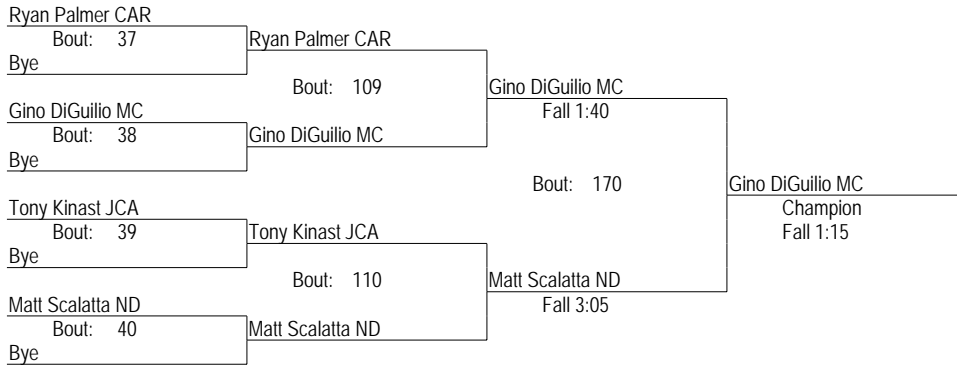 Ryan Palmer CAR
Bout: 37
Bye
Ryan Palmer CAR
Bout: 109
Gino DiGuilio MC
Bout: 38
Bye
Gino DiGuilio MC
Gino DiGuilio MC
Fall 1:40
Bout: 170
Tony Kinast JCA
Bout: 39
Bye
Tony Kinast JCA
Bout: 110
Matt Scalatta ND
Bout: 40
Bye
Matt Scalatta ND
Matt Scalatta ND
Fall 3:05
Gino DiGuilio MC
Champion
Fall 1:15